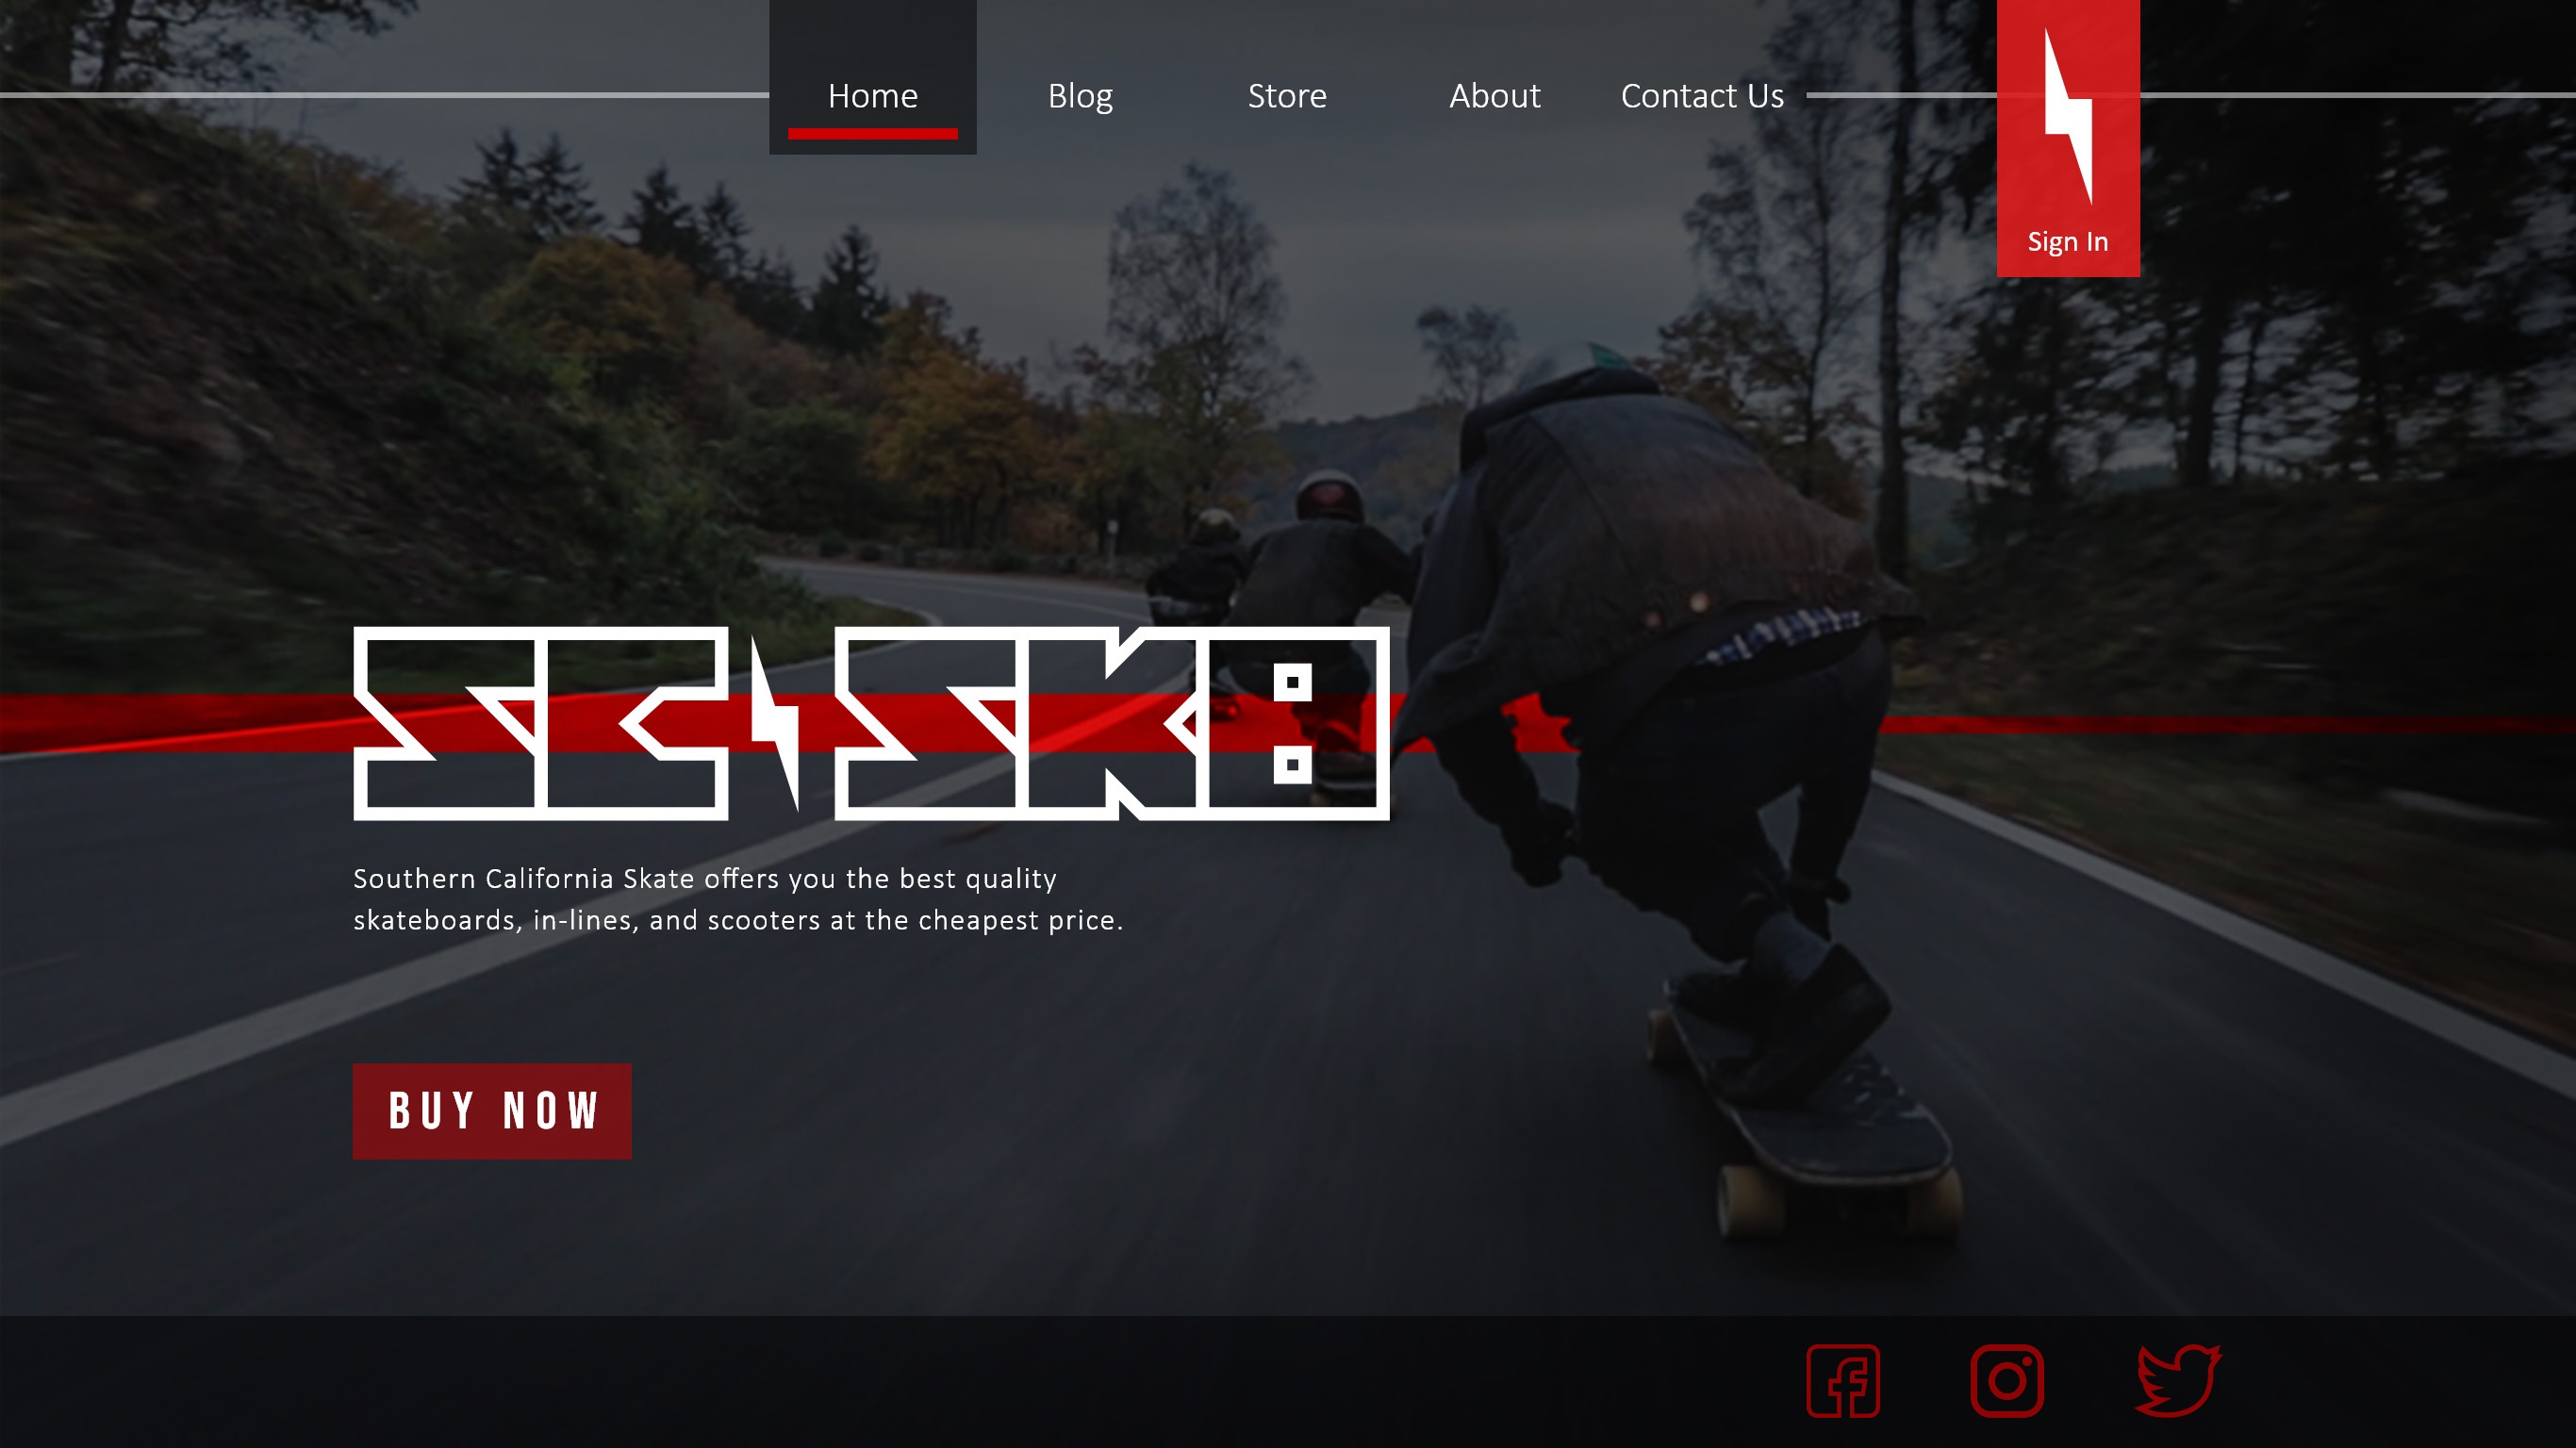 Home
Blog
Store
About
Contact Us
Sign In
SC SK8
Southern California Skate offers you the best quality
skateboards, in-lines, and scooters at the cheapest price.
BUY NOW